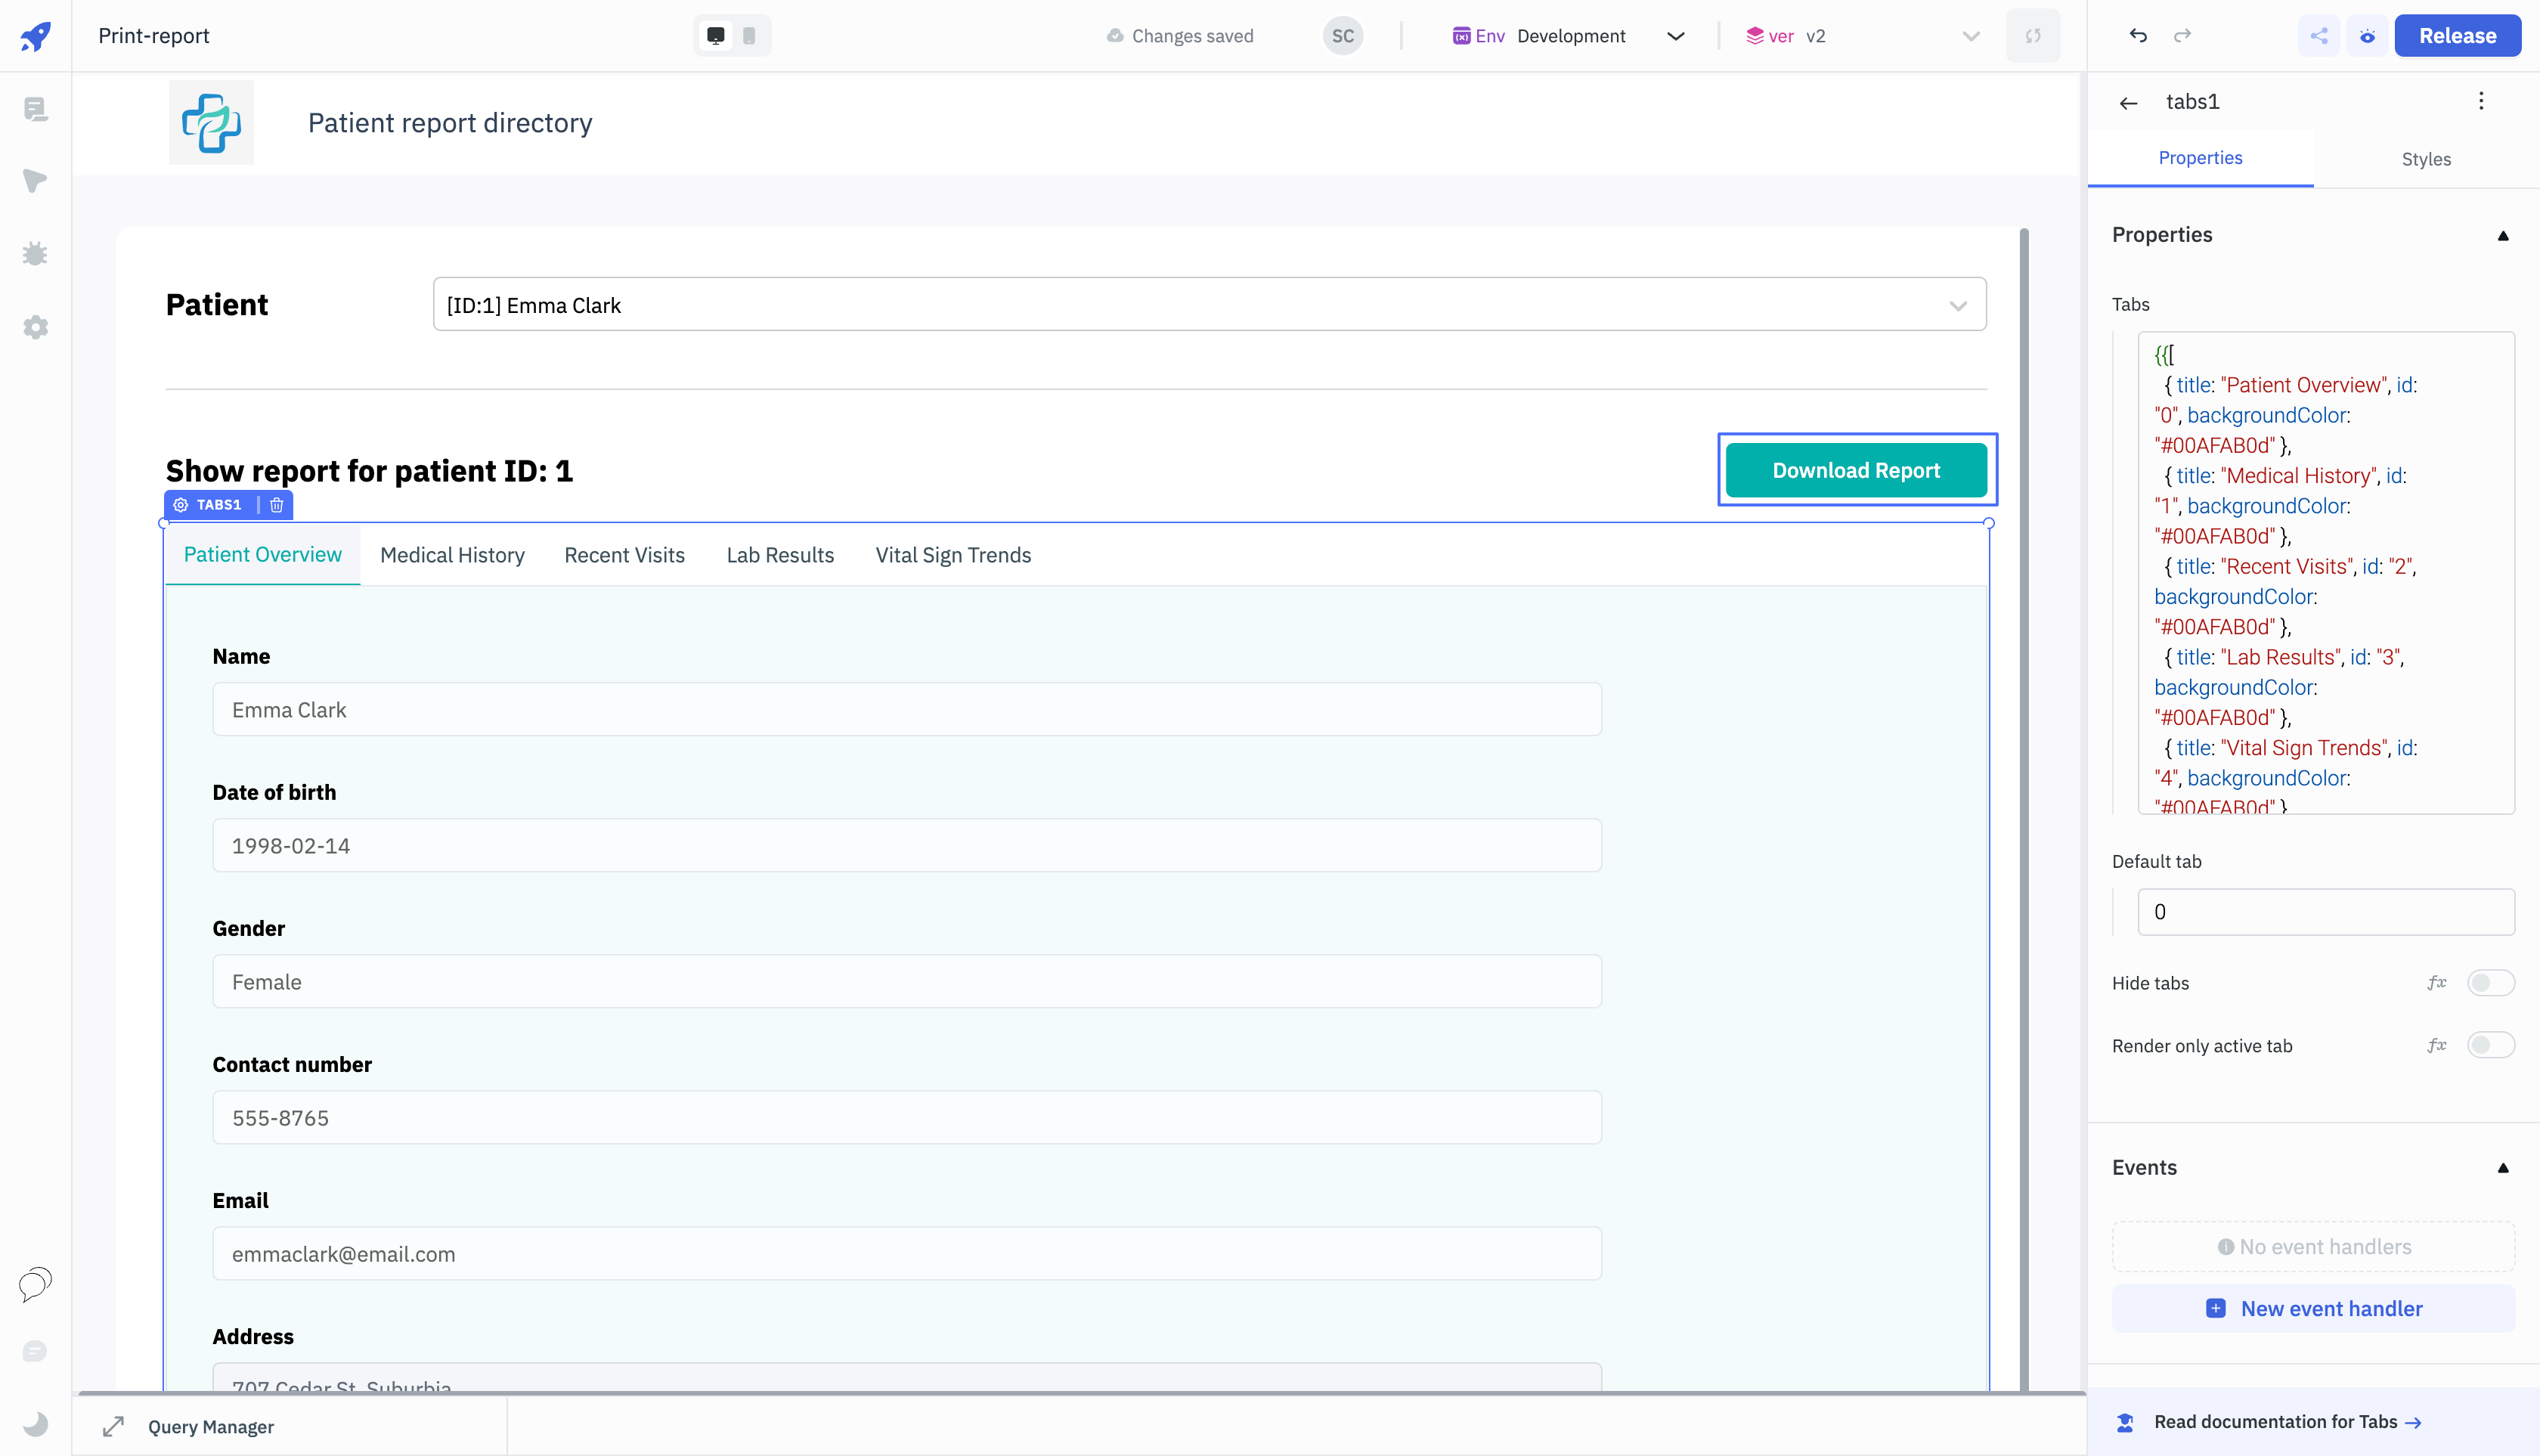 Print-report
Changes saved
SC
Env Development
ver v2
Release
Patient report directory
Patient
[ID:1] Emma Clark
Show report for patient ID: 1
Download Report
TABS1
Patient Overview
Medical History
Recent Visits
Lab Results
Vital Sign Trends
Name
Emma Clark
Date of birth
1998-02-14
Gender
Female
Contact number
555-8765
Email
emmaclark@email.com
Address
707 Cedar St, Suburbia
Query Manager
tabs1
Properties
Styles
Properties
Tabs
{{[
{ title: "Patient Overview", id:
"0", backgroundColor:
"#00AFAB0d" },
{ title: "Medical History", id:
"1", backgroundColor:
"#00AFAB0d" },
{ title: "Recent Visits", id: "2",
backgroundColor:
"#00AFAB0d" },
{ title: "Lab Results", id: "3",
backgroundColor:
"#00AFAB0d" },
{ title: "Vital Sign Trends", id:
"4", backgroundColor:
"#00AFAB0d" }
Default tab
0
Hide tabs
fx
Render only active tab
fx
Events
No event handlers
New event handler
Read documentation for Tabs →